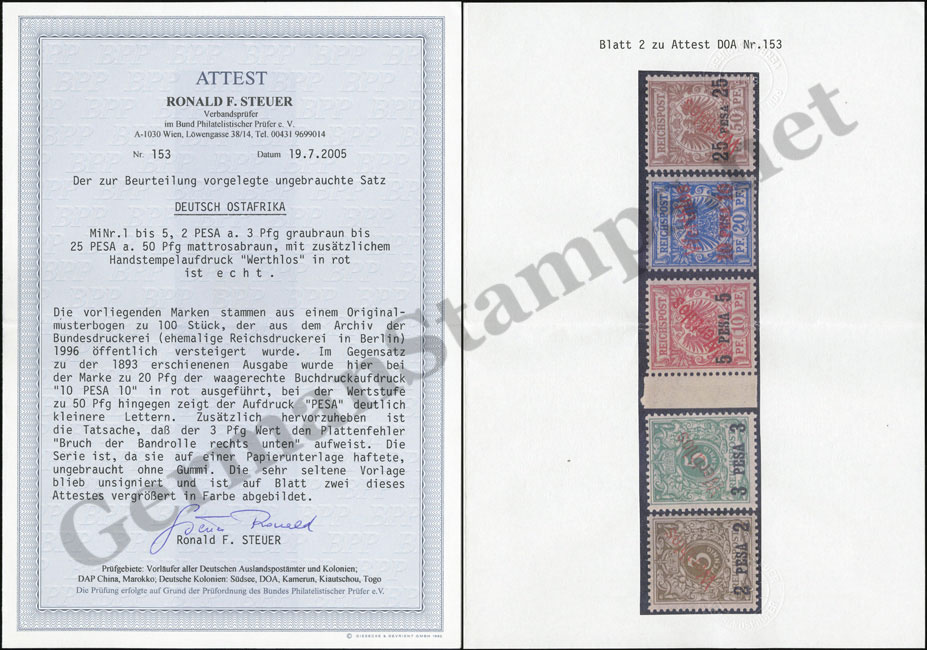 ATTEST
RONALD F. STEUER
Verbandsprüfer
im Bund Philatelistischer Prüfer e. V.
A-1030 Wien, Löwengasse 38/14, Tel. 00431 9699014
Nr. 153 Datum 19.7.2005
Der zur Beurteilung vorgelegte ungebrauchte Satz
DEUTSCH OSTAFRIKA
MiNr.1 bis 5, 2 PESA a. 3 Pfg graubraun bis
25 PESA a. 50 Pfg mattrosabraun, mit zusätzlichem
Handstempelaufdruck "Werthlos" in rot
ist e c h t .
Die vorliegenden Marken stammen aus einem Original-
musterbogen zu 100 Stück, der aus dem Archiv der
Bundesdruckerei (ehemalige Reichsdruckerei in Berlin)
1996 öffentlich versteigert wurde. Im Gegensatz
zu der 1893 erschienenen Ausgabe wurde hier bei
der Marke zu 20 Pfg der waagerechte Buchdruckaufdruck
"10 PESA 10" in rot ausgeführt, bei der Wertstufe
zu 50 Pfg hingegen zeigt der Aufdruck "PESA" deutlich
kleinere Lettern. Zusätzlich hervorzuheben ist
die Tatsache, daß der 3 Pfg Wert den Plattenfehler
"Bruch der Bandrolle rechts unten" aufweist. Die
Serie ist, da sie auf einer Papierunterlage haftete,
ungebraucht ohne Gummi. Die sehr seltene Vorlage
blieb unsigniert und ist auf Blatt zwei dieses
Attestes vergrößert in Farbe abgebildet.
Steuer Ronald
Ronald F. STEUER
Prüfgebiete: Vorläufer aller Deutschen Auslandspostämter und Kolonien;
DAP China, Marokko; Deutsche Kolonien: Südsee, DOA, Kamerun, Kiautschou, Togo
Die Prüfung erfolgte auf Grund der Prüfordnung des Bundes Philatelistischer Prüfer e.V.
Blatt 2 zu Attest DOA Nr.153
REICHSPOST
50 PF.
25 PESA 25
REICHSPOST
PF. 20 PF.
REICHSPOST
10 PF.
5 PESA 5
3 PESA 3
2 PESA 2
GermanStamps.net